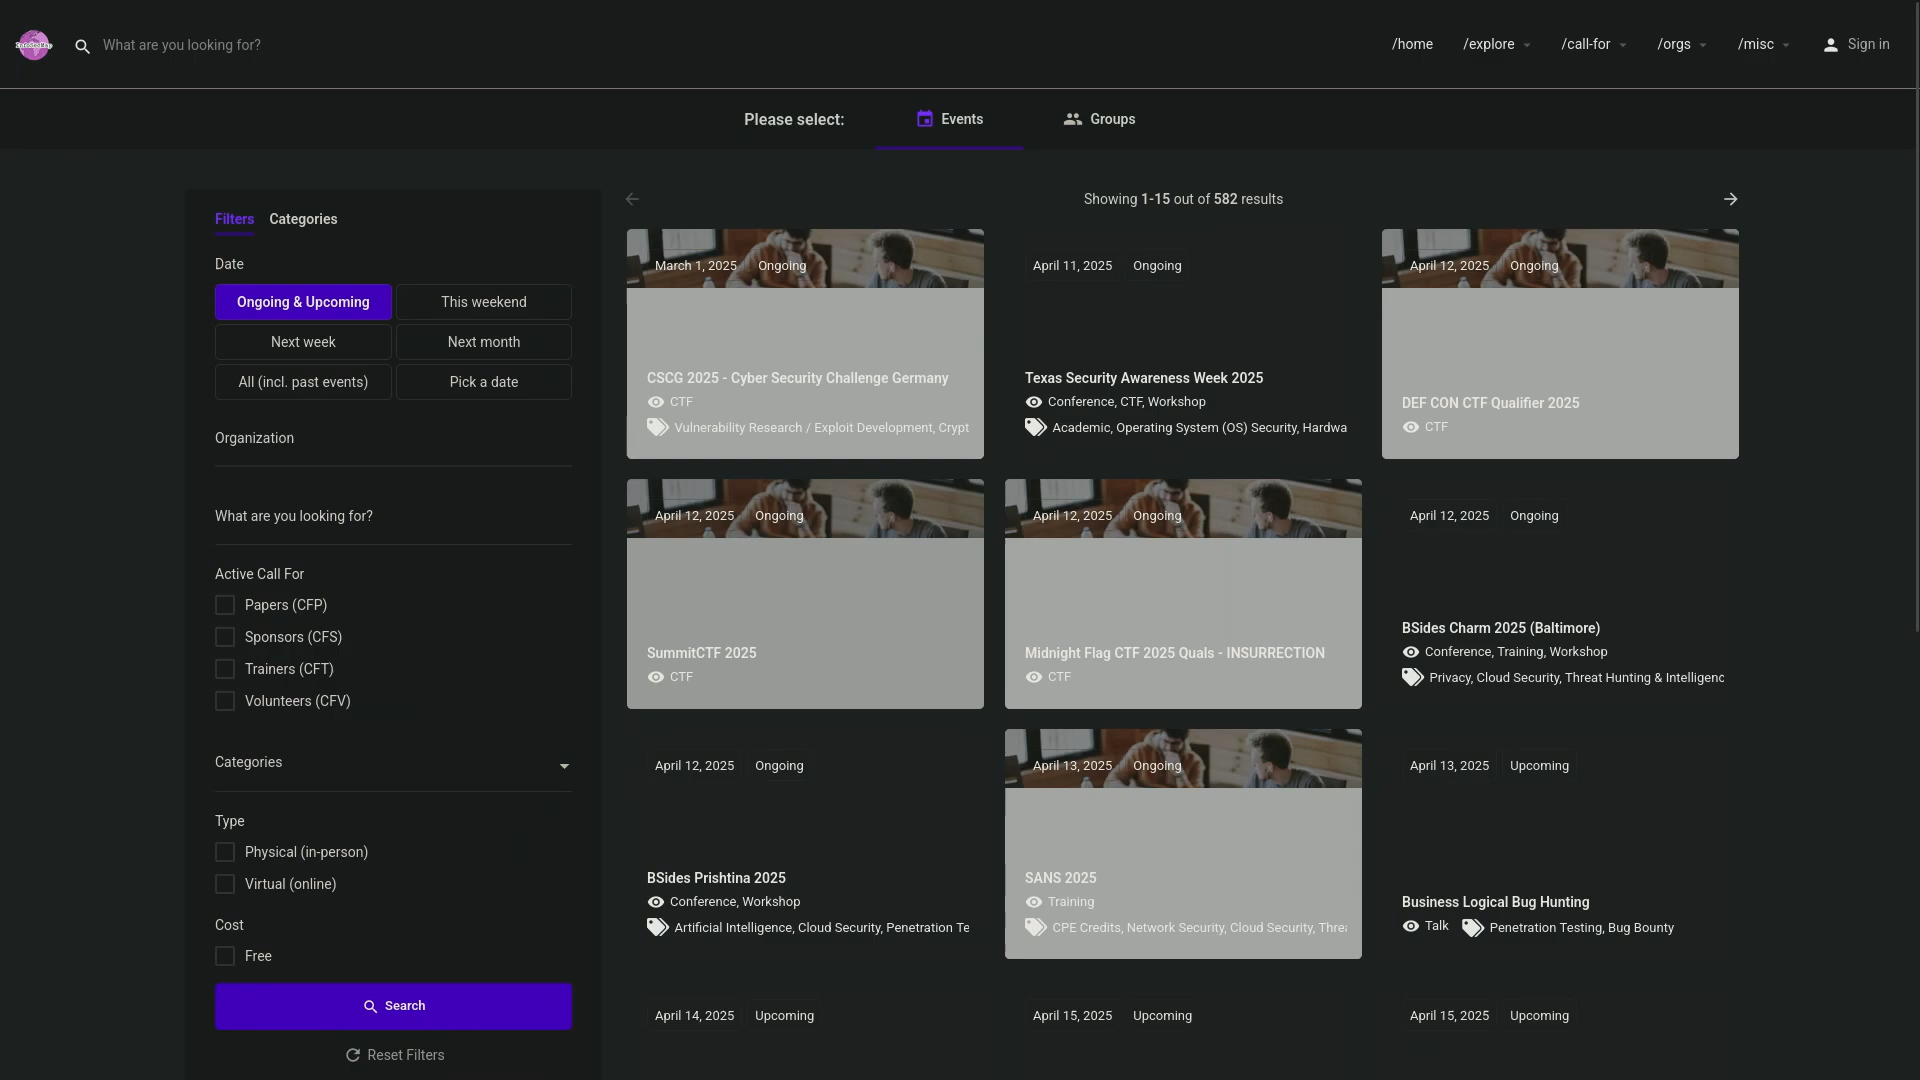 InfoSecMap
What are you looking for?
/home
/explore
/call-for
/orgs
/misc
Sign in
Please select:
Events
Groups
Filters
Categories
Date
Ongoing & Upcoming
This weekend
Next week
Next month
All (incl. past events)
Pick a date
Organization
What are you looking for?
Active Call For
Papers (CFP)
Sponsors (CFS)
Trainers (CFT)
Volunteers (CFV)
Categories
Type
Physical (in-person)
Virtual (online)
Cost
Free
Search
Reset Filters
Showing 1-15 out of 582 results
March 1, 2025 Ongoing
CSCG 2025 - Cyber Security Challenge Germany
CTF
Vulnerability Research / Exploit Development, Crypt
April 11, 2025 Ongoing
Texas Security Awareness Week 2025
Conference, CTF, Workshop
Academic, Operating System (OS) Security, Hardwa
April 12, 2025 Ongoing
DEF CON CTF Qualifier 2025
CTF
April 12, 2025 Ongoing
SummitCTF 2025
CTF
April 12, 2025 Ongoing
Midnight Flag CTF 2025 Quals - INSURRECTION
CTF
April 12, 2025 Ongoing
BSides Charm 2025 (Baltimore)
Conference, Training, Workshop
Privacy, Cloud Security, Threat Hunting & Intelligenc
April 12, 2025 Ongoing
BSides Prishtina 2025
Conference, Workshop
Artificial Intelligence, Cloud Security, Penetration Te
April 13, 2025 Ongoing
SANS 2025
Training
CPE Credits, Network Security, Cloud Security, Threa
April 13, 2025 Upcoming
Business Logical Bug Hunting
Talk Penetration Testing, Bug Bounty
April 14, 2025 Upcoming
April 15, 2025 Upcoming
April 15, 2025 Upcoming